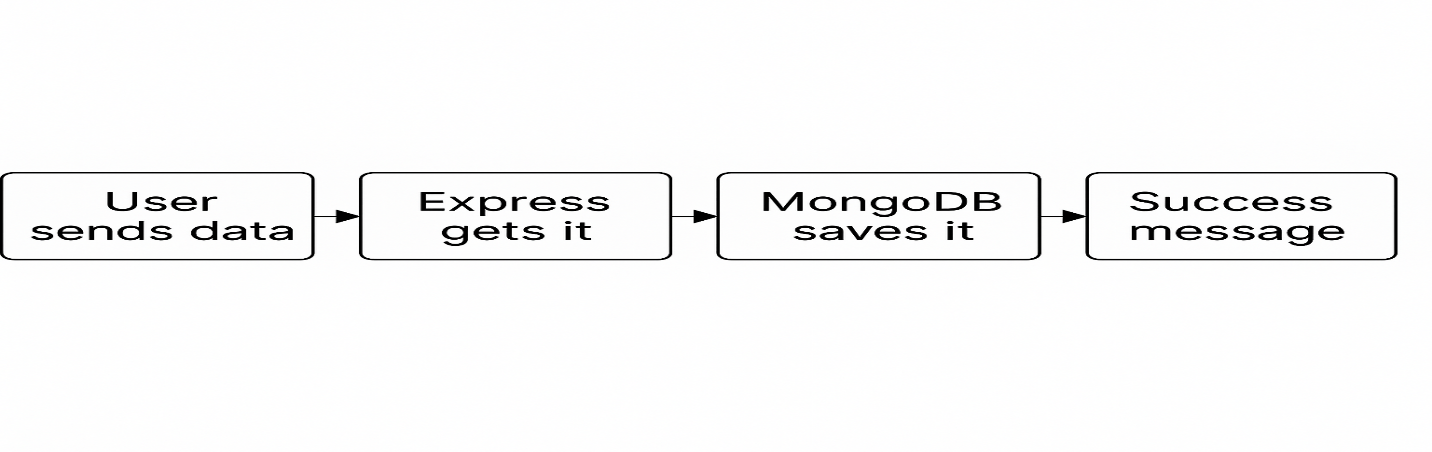 User
sends data
Express
gets it
MongoDB
saves it
Success
message